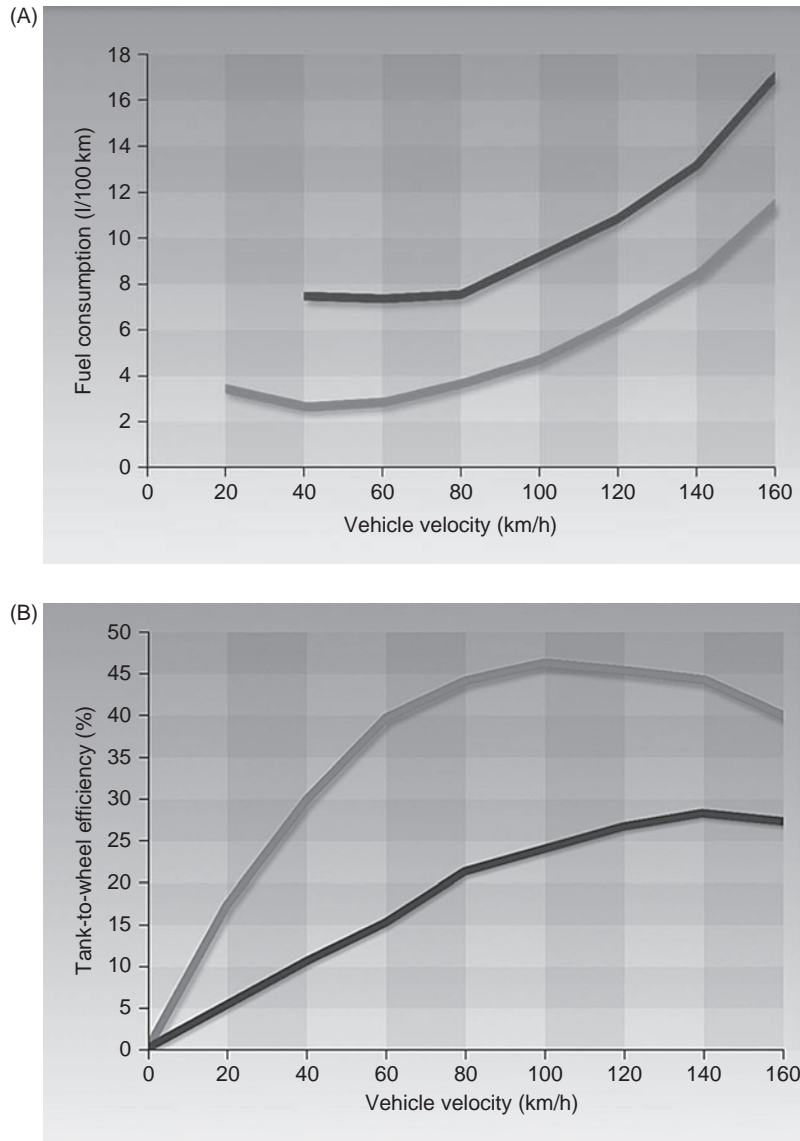 (A)
18
16
14
12
10
8
6
4
2
0
Fuel consumption (l/100 km)
0 20 40 60 80 100 120 140 160
Vehicle velocity (km/h)
(B)
50
45
40
35
30
25
20
15
10
5
0
Tank-to-wheel efficiency (%)
0 20 40 60 80 100 120 140 160
Vehicle velocity (km/h)